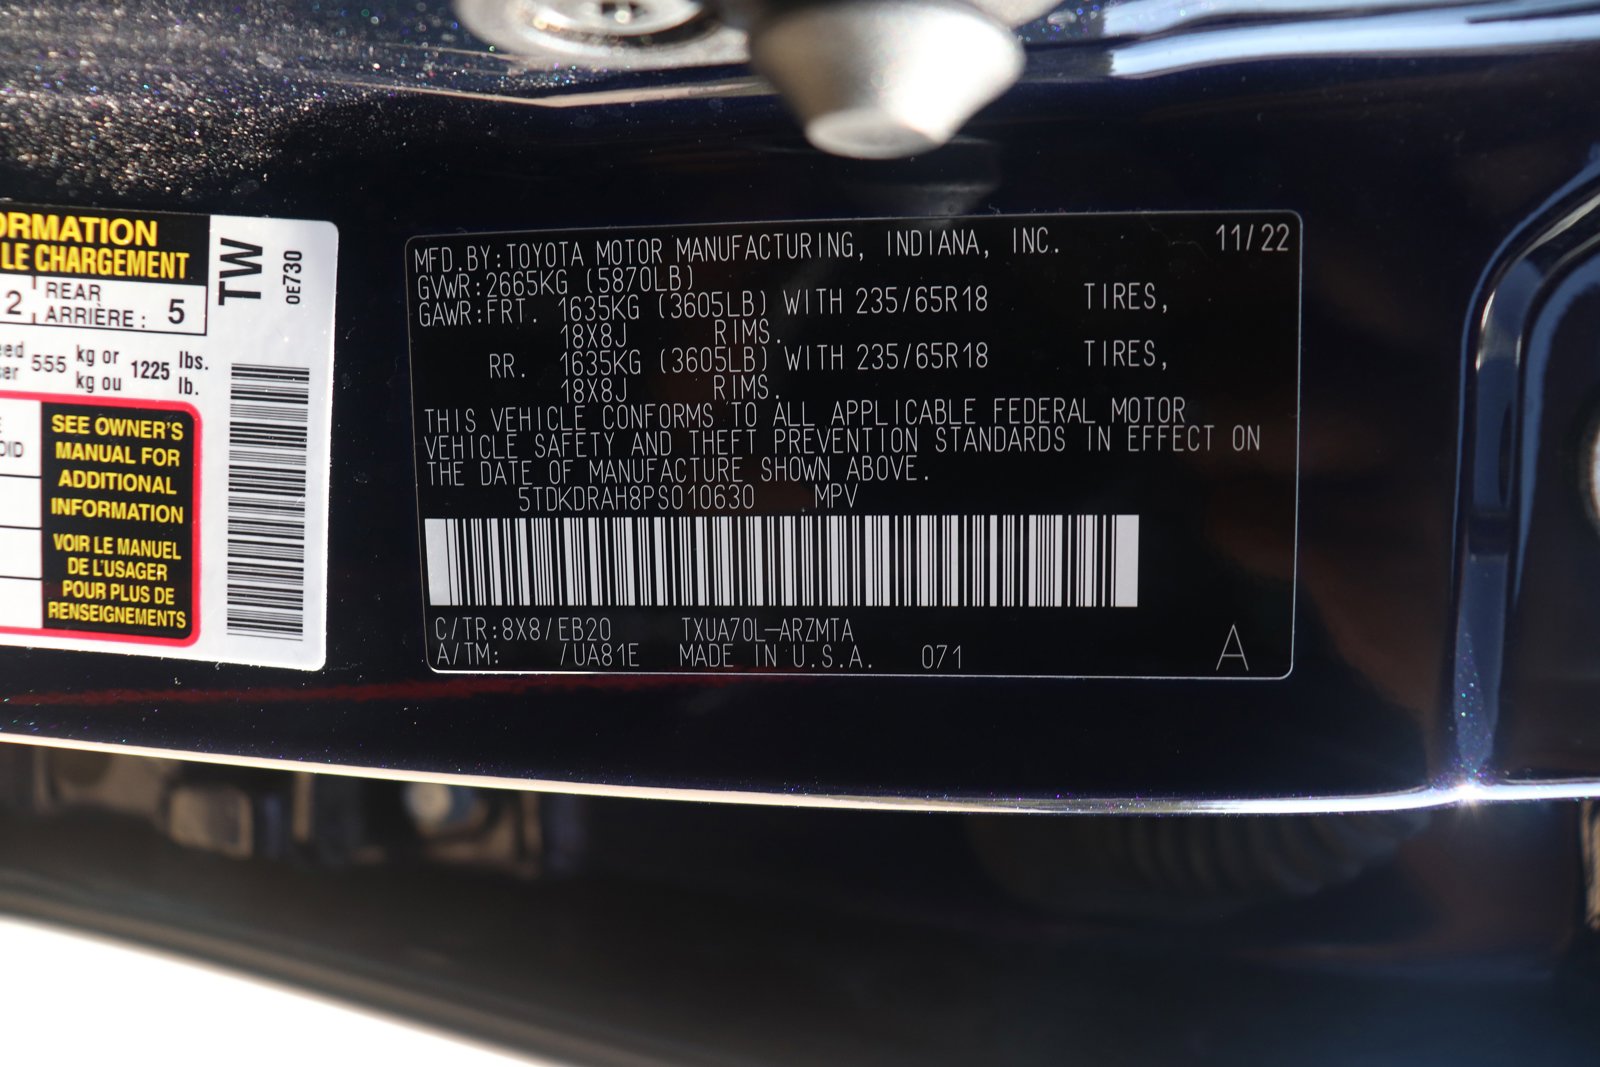 ORMATION
LE CHARGEMENT
2 REAR
ARRIÈRE : 5
555 kg or 1225 lbs.
kg ou lb.
SEE OWNER'S
MANUAL FOR
ADDITIONAL
INFORMATION
VOIR LE MANUEL
DE L'USAGER
POUR PLUS DE
RENSEIGNEMENTS
TW
0E730
MFD.BY:TOYOTA MOTOR MANUFACTURING, INDIANA, INC. 11/22
GVWR:2665KG (5870LB)
GAWR:FRT. 1635KG (3605LB) WITH 235/65R18 TIRES,
18X8J RIMS.
RR. 1635KG (3605LB) WITH 235/65R18 TIRES,
18X8J RIMS.
THIS VEHICLE CONFORMS TO ALL APPLICABLE FEDERAL MOTOR
VEHICLE SAFETY AND THEFT PREVENTION STANDARDS IN EFFECT ON
THE DATE OF MANUFACTURE SHOWN ABOVE.
5TDKDRAH8PS010630 MPV
C/TR:8X8/EB20 TXUA70L-ARZMTA
A/TM: /UA81E MADE IN U.S.A. 071
A